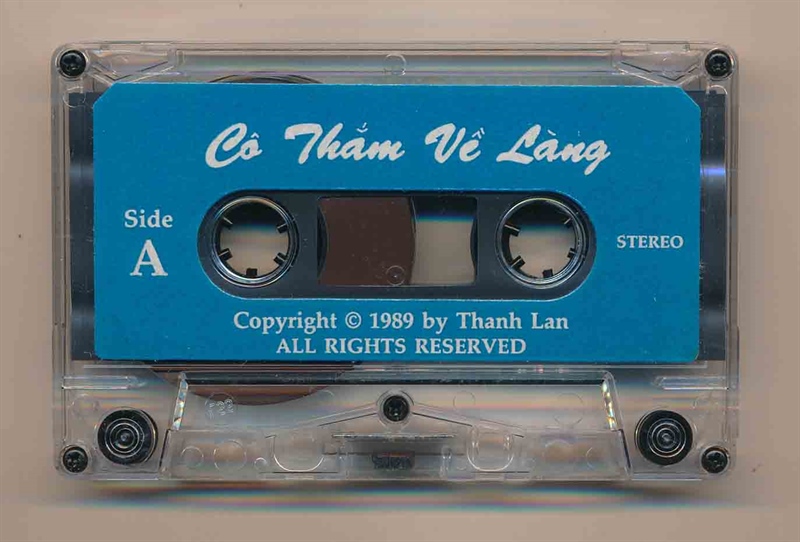 Cô Thắm Về Làng
Side
A
STEREO
Copyright © 1989 by Thanh Lan
ALL RIGHTS RESERVED